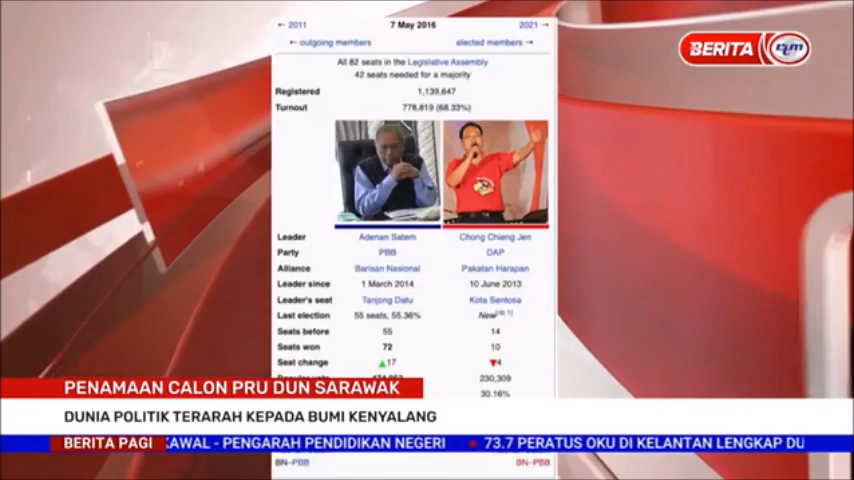 ← 2011 7 May 2016 2021 →
← outgoing members elected members →
BERITA RTM
All 82 seats in the Legislative Assembly
42 seats needed for a majority
Registered 1,139,647
Turnout 778,819 (68.33%)
Leader Adenan Satem Chong Chieng Jen
Party PBB DAP
Alliance Barisan Nasional Pakatan Harapan
Leader since 1 March 2014 10 June 2013
Leader's seat Tanjong Datu Kota Sentosa
Last election 55 seats, 55.36% New[nb.1]
Seats before 55 14
Seats won 72 10
Seat change ▲17 ▼4
230,309
30.16%
PENAMAAN CALON PRU DUN SARAWAK
DUNIA POLITIK TERARAH KEPADA BUMI KENYALANG
BERITA PAGI KAWAL - PENGARAH PENDIDIKAN NEGERI • 73.7 PERATUS OKU DI KELANTAN LENGKAP DU
BN–PBB BN–PBB